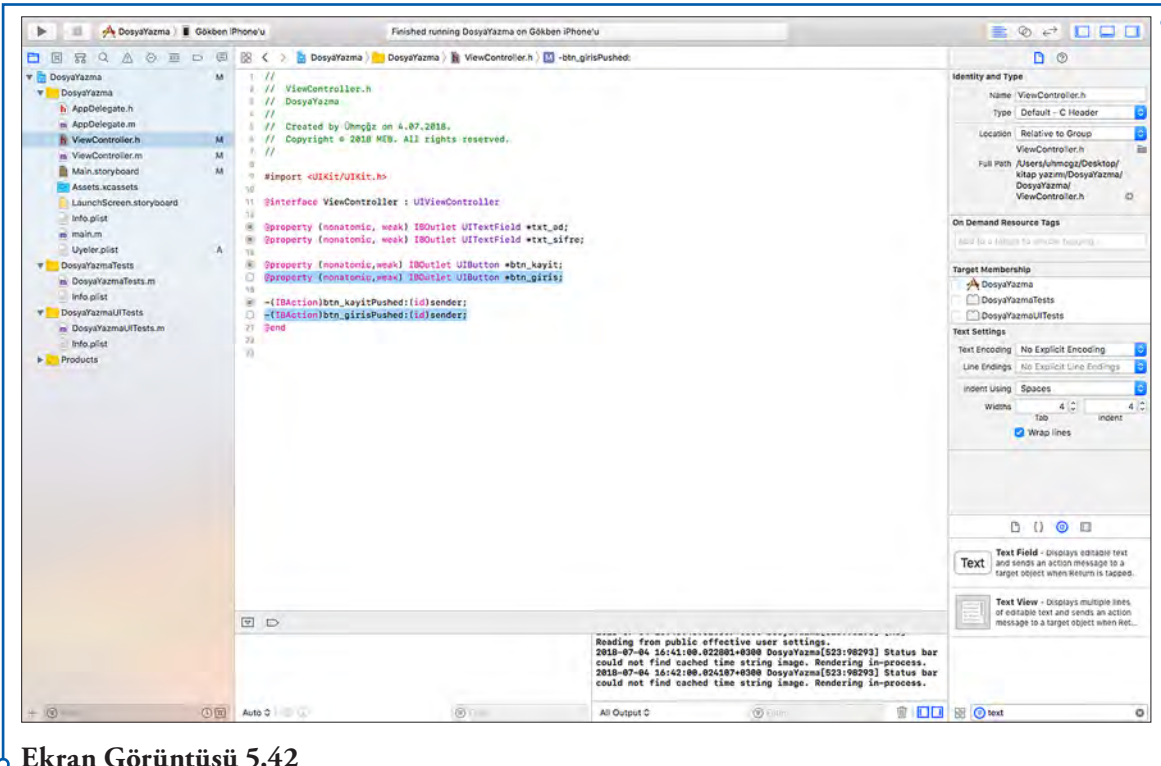 DosyaYazma
Gökben iPhone'u
Finished running DosyaYazma on Gökben iPhone'u
DosyaYazma
DosyaYazma
ViewController.h
-btn_girisPushed:
DosyaYazma M
DosyaYazma
AppDelegate.h
AppDelegate.m
ViewController.h M
ViewController.m M
Main.storyboard M
Assets.xcassets
LaunchScreen.storyboard
Info.plist
main.m
Uyeler.plist A
DosyaYazmaTests
DosyaYazmaTests.m
Info.plist
DosyaYazmaUITests
DosyaYazmaUITests.m
Info.plist
Products
//
// ViewController.h
// DosyaYazma
//
// Created by Ühmçğz on 4.07.2018.
// Copyright © 2018 MEB. All rights reserved.
//
#import <UIKit/UIKit.h>
@interface ViewController : UIViewController
@property (nonatomic, weak) IBOutlet UITextField *txt_ad;
@property (nonatomic, weak) IBOutlet UITextField *txt_sifre;
@property (nonatomic,weak) IBOutlet UIButton *btn_kayit;
@property (nonatomic,weak) IBOutlet UIButton *btn_giris;
-(IBAction)btn_kayitPushed:(id)sender;
-(IBAction)btn_girisPushed:(id)sender;
@end
Reading from public effective user settings.
2018-07-04 16:41:00.022801+0300 DosyaYazma[523:98293] Status bar
could not find cached time string image. Rendering in-process.
2018-07-04 16:42:00.024107+0300 DosyaYazma[523:98293] Status bar
could not find cached time string image. Rendering in-process.
Auto
All Output
Identity and Type
Name ViewController.h
Type Default - C Header
Location Relative to Group
ViewController.h
Full Path /Users/uhmcgz/Desktop/
kitap yazımı/DosyaYazma/
DosyaYazma/
ViewController.h
On Demand Resource Tags
Target Membership
DosyaYazma
DosyaYazmaTests
DosyaYazmaUITests
Text Settings
Text Encoding No Explicit Encoding
Line Endings No Explicit Line Endings
Indent Using Spaces
Widths 4 4
Tab Indent
Wrap lines
Text
Text Field - Displays editable text
and sends an action message to a
target object when Return is tapped.
Text View - Displays multiple lines
of editable text and sends an action
message to a target object when Ret...
text
Ekran Görüntüsü 5.42